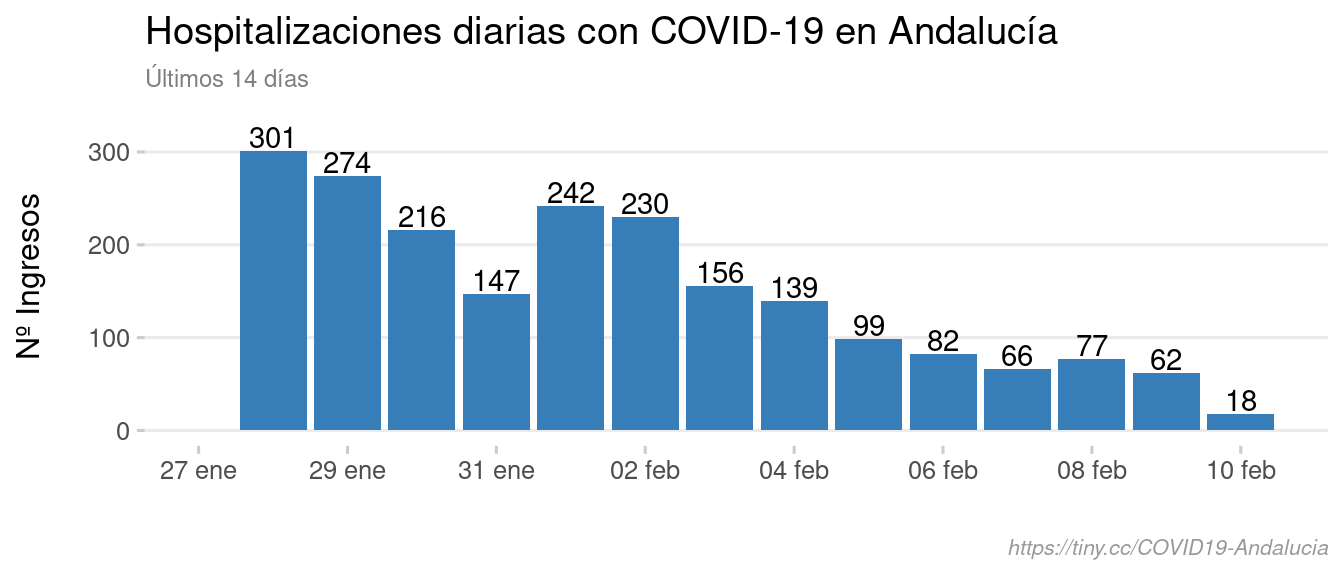 Hospitalizaciones diarias con COVID-19 en Andalucía
Últimos 14 días
Nº Ingresos
300
200
100
0
301
274
216
147
242
230
156
139
99
82
66
77
62
18
27 ene
29 ene
31 ene
02 feb
04 feb
06 feb
08 feb
10 feb
https://tiny.cc/COVID19-Andalucia